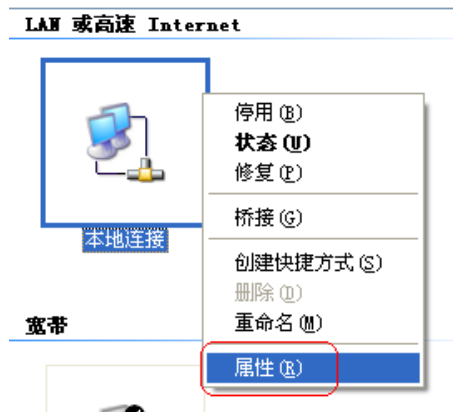 LAN 或高速 Internet
停用(B)
状态(U)
修复(P)
桥接(G)
本地连接
创建快捷方式(S)
删除(D)
重命名(M)
宽带
属性(R)